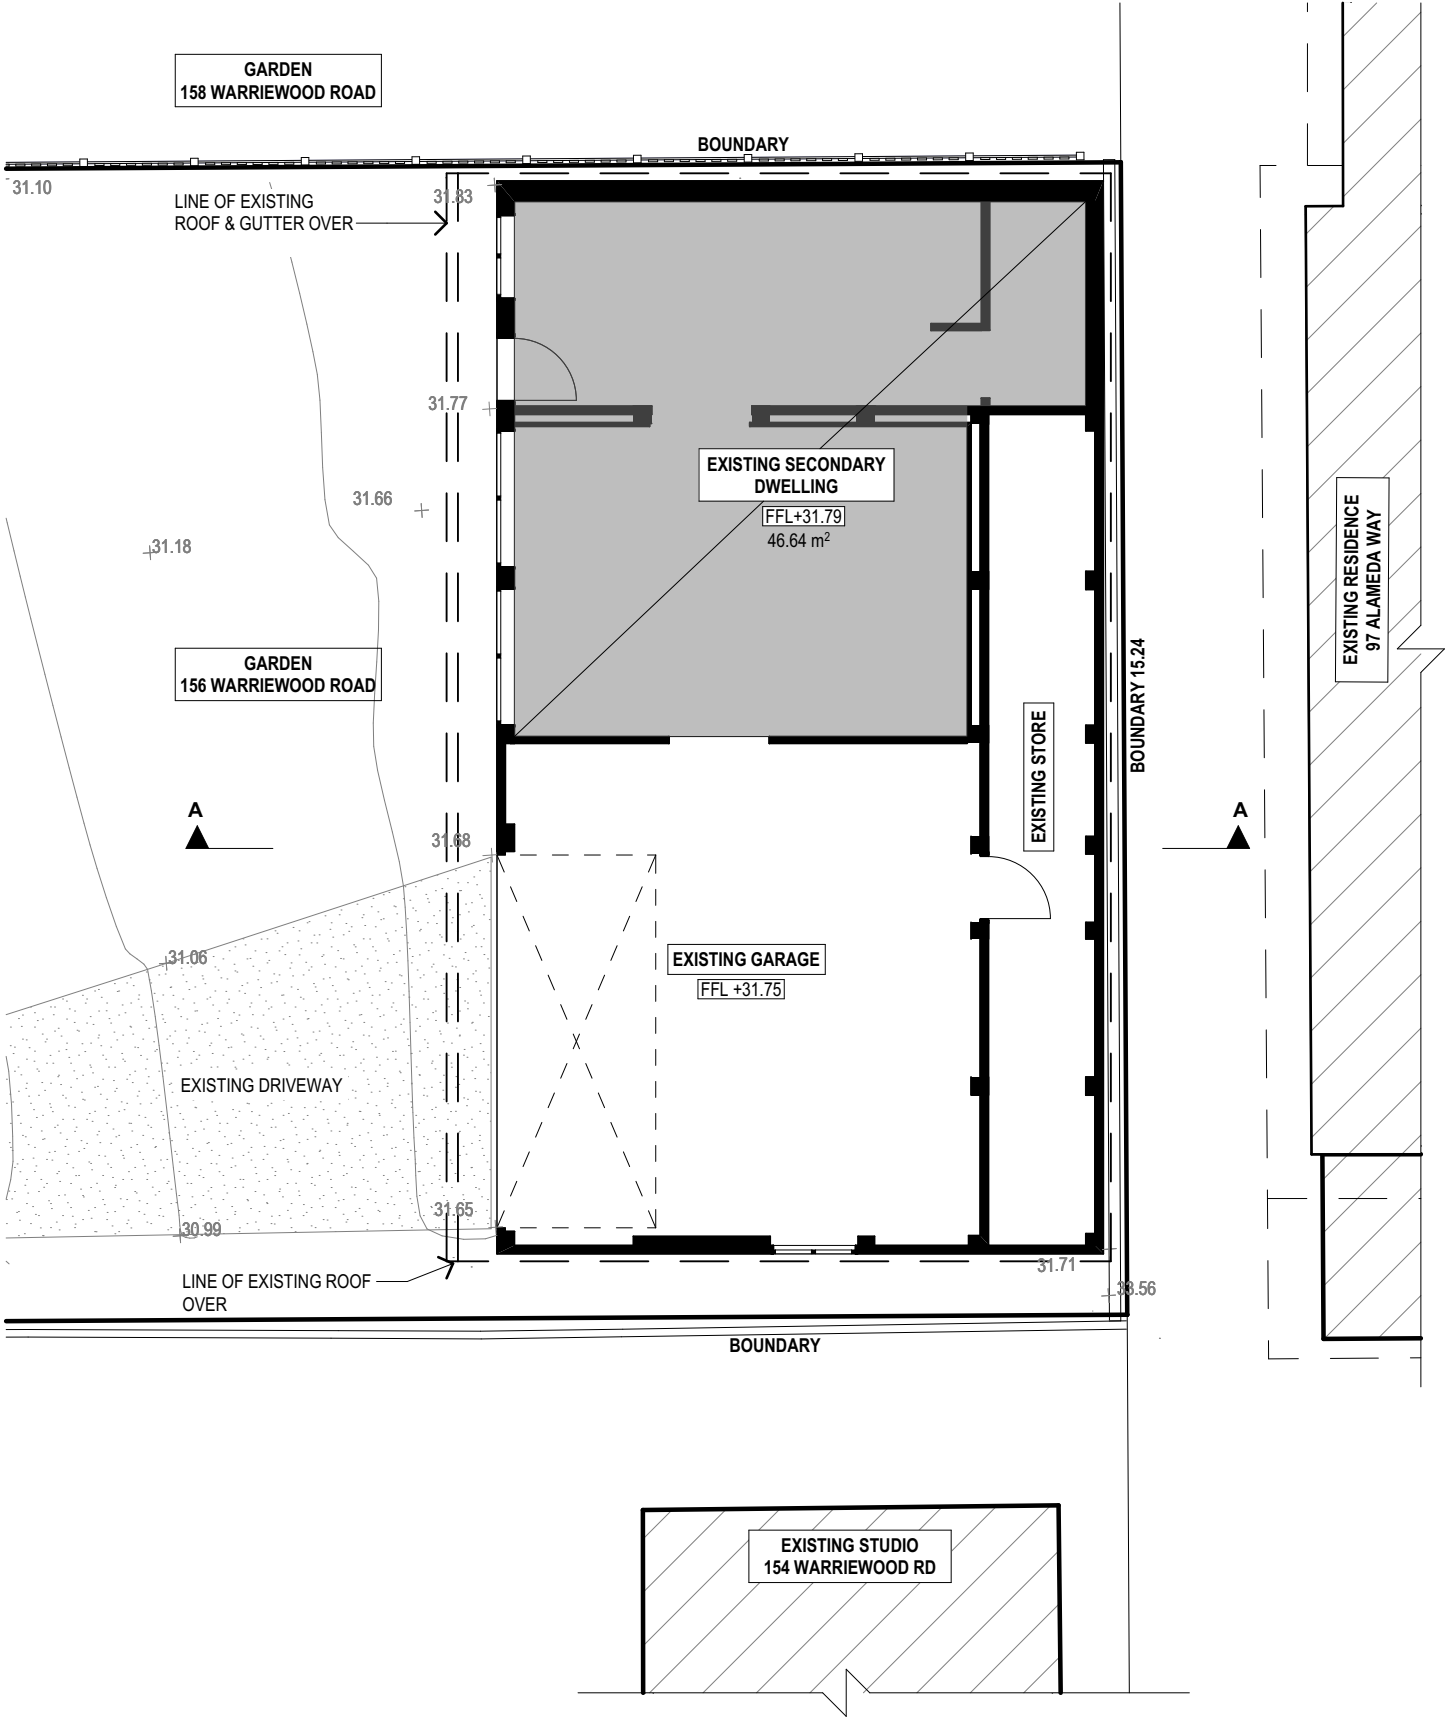 GARDEN
158 WARRIEWOOD ROAD
BOUNDARY
31.10
LINE OF EXISTING
ROOF & GUTTER OVER
31.83
31.77
EXISTING SECONDARY
DWELLING
FFL+31.79
46.64 m²
31.66
31.18
EXISTING RESIDENCE
97 ALAMEDA WAY
GARDEN
156 WARRIEWOOD ROAD
BOUNDARY 15.24
EXISTING STORE
A
A
31.68
31.06
EXISTING GARAGE
FFL +31.75
EXISTING DRIVEWAY
31.65
30.99
31.71
LINE OF EXISTING ROOF
OVER
33.56
BOUNDARY
EXISTING STUDIO
154 WARRIEWOOD RD